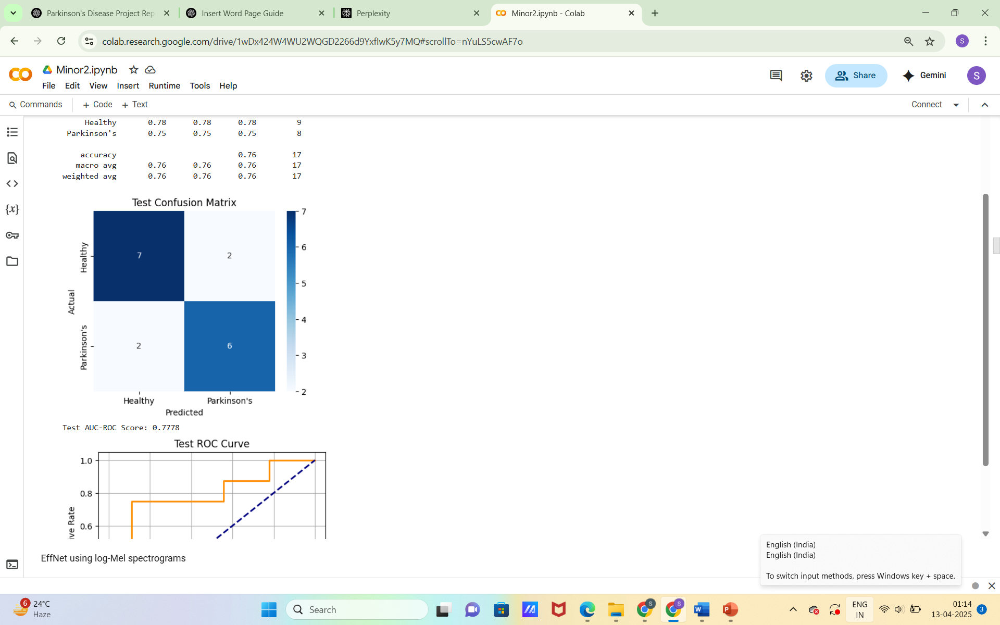 Parkinson's Disease Project Rep
Insert Word Page Guide
Perplexity
Minor2.ipynb - Colab
colab.research.google.com/drive/1wDx424W4WU2WQGD2266d9YxfIwK5y7MQ#scrollTo=nYuLS5cwAF7o
S
Minor2.ipynb
File Edit View Insert Runtime Tools Help
Share
Gemini
S
Commands + Code + Text
Connect
Healthy 0.78 0.78 0.78 9
Parkinson's 0.75 0.75 0.75 8
accuracy 0.76 17
macro avg 0.76 0.76 0.76 17
weighted avg 0.76 0.76 0.76 17
Test Confusion Matrix
7
6
5
4
3
2
Healthy
Parkinson's
Actual
7 2
2 6
Healthy Parkinson's
Predicted
Test AUC-ROC Score: 0.7778
Test ROC Curve
1.0
0.8
0.6
ive Rate
EffNet using log-Mel spectrograms
{x}
English (India)
English (India)
To switch input methods, press Windows key + space.
6
24°C
Haze
Search
S
S
ENG
IN
01:14
13-04-2025
3